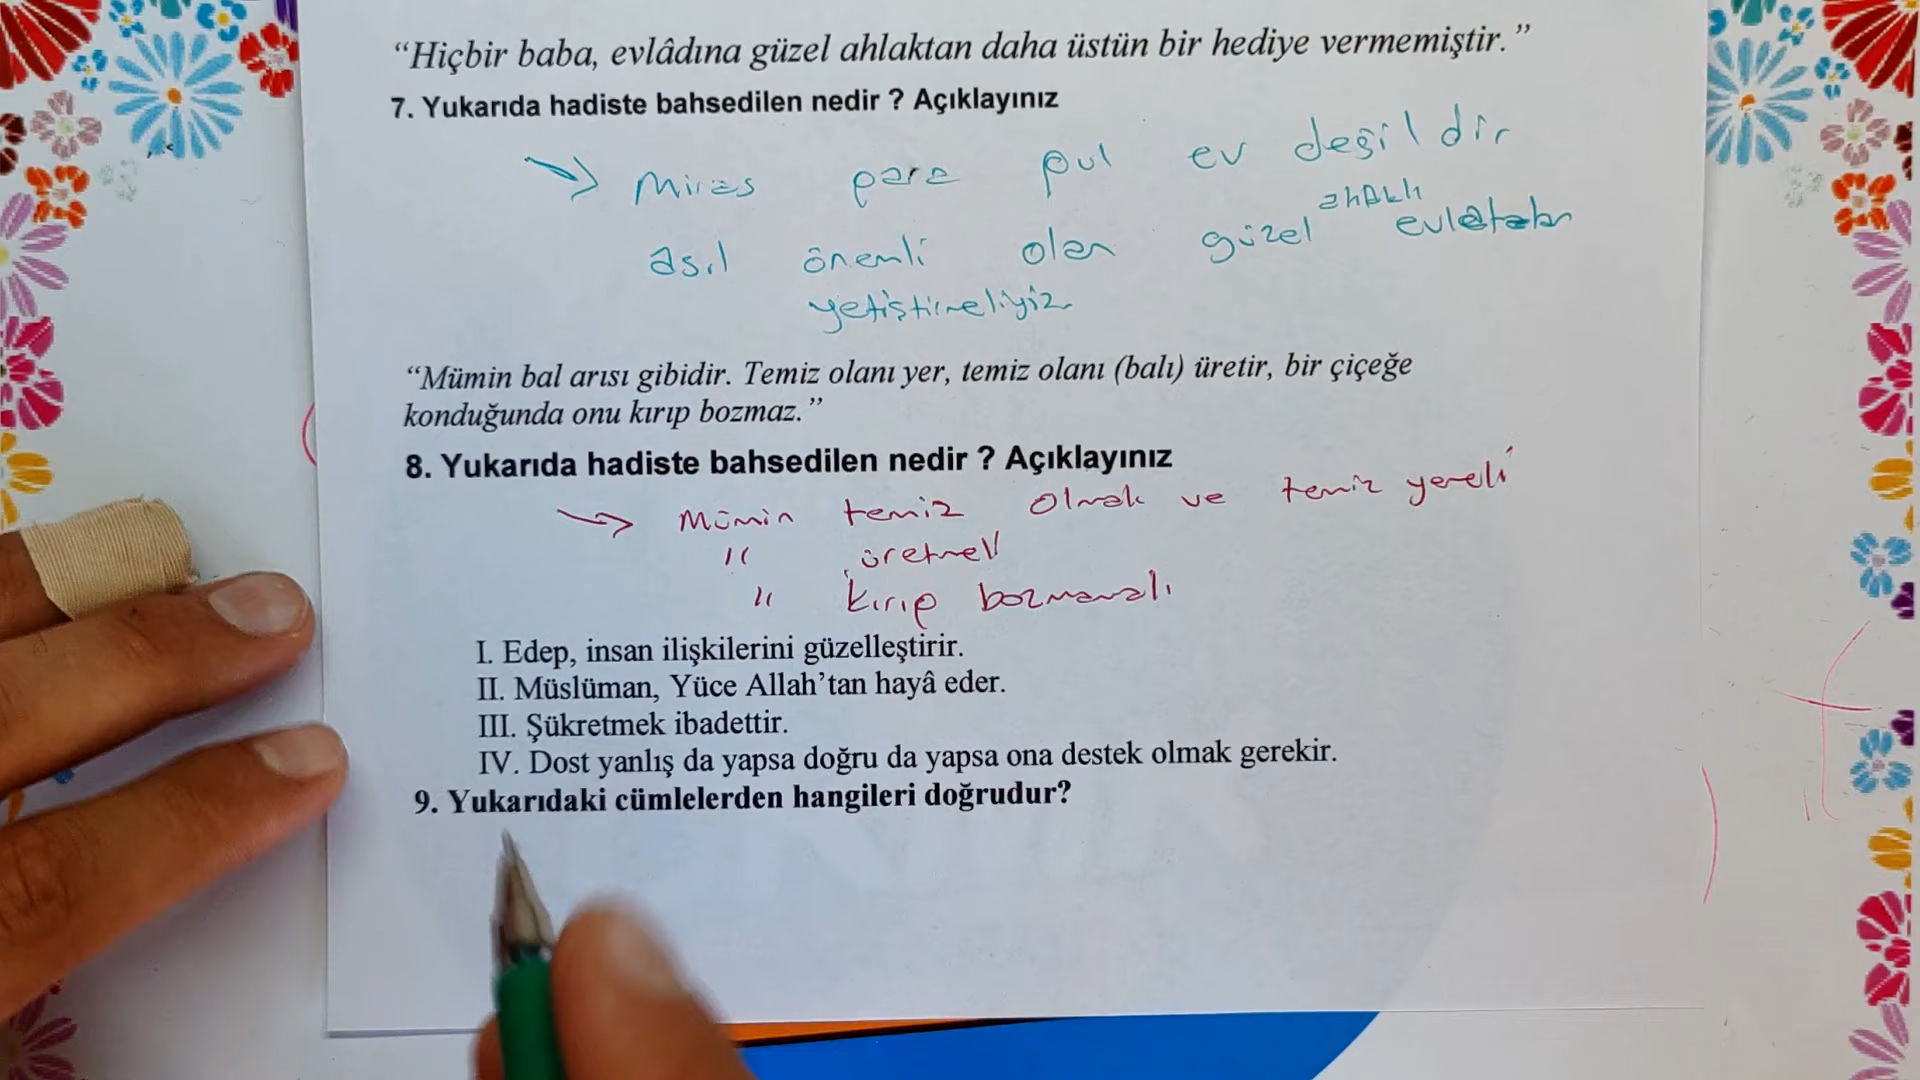 “Hiçbir baba, evlâdına güzel ahlaktan daha üstün bir hediye vermemiştir.”
7. Yukarıda hadiste bahsedilen nedir ? Açıklayınız
Miras para pul ev değildir
asıl önemli olan güzel ahlaklı
yetiştirmeliyiz
“Mümin bal arısı gibidir. Temiz olanı yer, temiz olanı (balı) üretir, bir çiçeğe
konduğunda onu kırıp bozmaz.”
8. Yukarıda hadiste bahsedilen nedir ? Açıklayınız
Mümin temiz olmalı ve temiz yemeli
" üretmeli
" kırıp bozmamalı
I. Edep, insan ilişkilerini güzelleştirir.
II. Müslüman, Yüce Allah’tan hayâ eder.
III. Şükretmek ibadettir.
IV. Dost yanlış da yapsa doğru da yapsa ona destek olmak gerekir.
9. Yukarıdaki cümlelerden hangileri doğrudur?